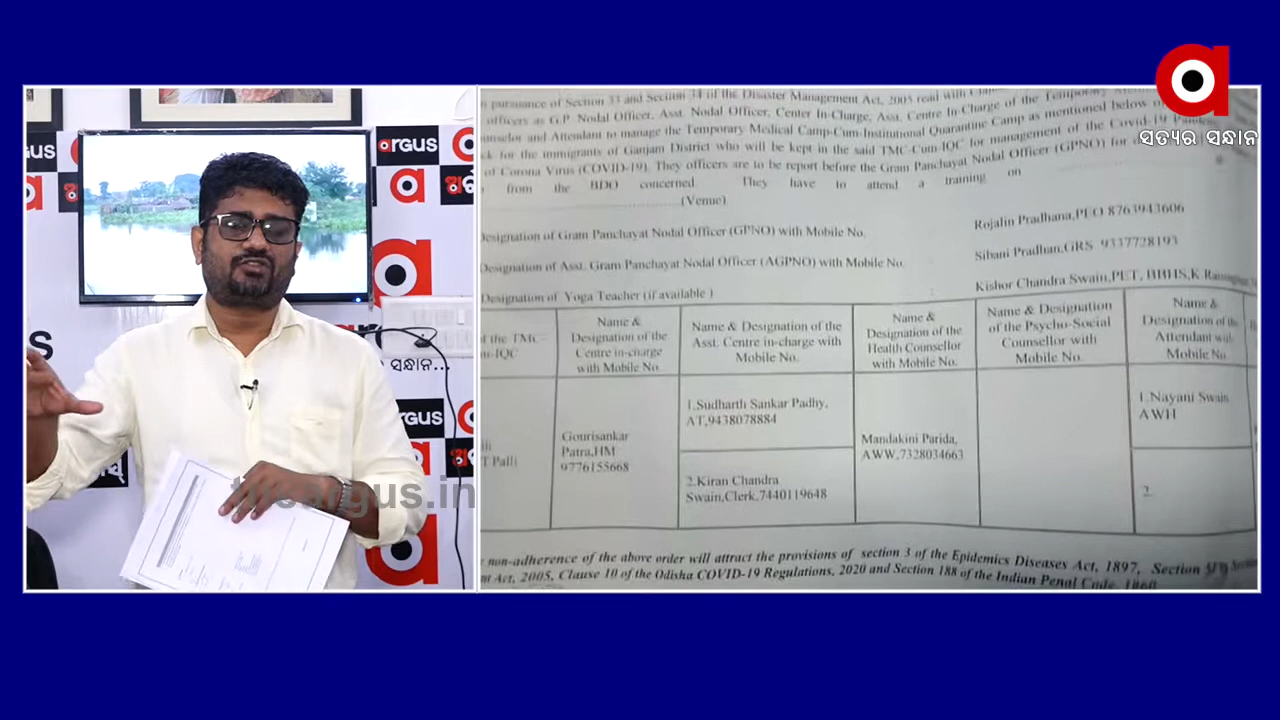 ସତ୍ୟର ସନ୍ଧାନ
argus
argus
argus
argus
ସନ୍ଧାନ...
theargus.in
pursuance of Section 33 and Section 34 of the Disaster Management Act, 2005 read with
officers as G.P. Nodal Officer, Asst. Nodal Officer, Center In-Charge, Asst. Centre In-Charge of the Temporary
and Attendant to manage the Temporary Medical Camp-Cum-Institutional Quarantine Camp as mentioned below
for the immigrants of Ganjam District who will be kept in the said TMC-Cum-IQC for management of the Covid-19
of Corona Virus (COVID-19). They officers are to be report before the Gram Panchayat Nodal Officer (GPNO) for
from the BDO concerned. They have to attend a training on
(Venue)
Designation of Gram Panchayat Nodal Officer (GPNO) with Mobile No. Rojalin Pradhana,PEO 8763943606
Designation of Asst. Gram Panchayat Nodal Officer (AGPNO) with Mobile No. Sibani Pradhan,GRS 9337728193
Designation of Yoga Teacher (if available ) Kishor Chandra Swain,PET, BBHS,K
of the TMC-
IQC
Name &
Designation of the
Centre in-charge
with Mobile No.
Name & Designation of the
Asst. Centre in-charge with
Mobile No.
Name &
Designation of the
Health Counsellor
with Mobile No.
Name & Designation
of the Psycho-Social
Counsellor with
Mobile No.
Name &
Designation of the
Attendant with
Mobile No.
Palli
Gourisankar
Patra,HM
9776155668
1.Sudharth Sankar Padhy,
AT,9438078884
2.Kiran Chandra
Swain,Clerk,7440119648
Mandakini Parida,
AWW,7328034663
1.Nayani Swain
AWH
2.
non-adherence of the above order will attract the provisions of section 3 of the Epidemics Diseases Act, 1897, Section
Act, 2005, Clause 10 of the Odisha COVID-19 Regulations, 2020 and Section 188 of the Indian Penal Code, 1860